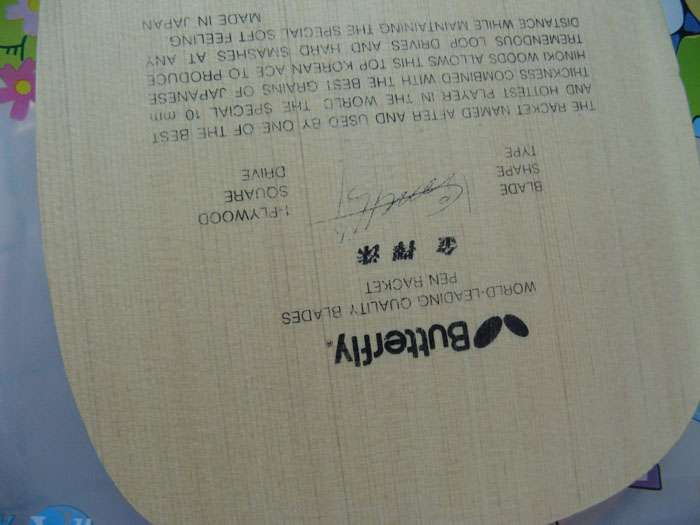 Butterfly
WORLD-LEADING QUALITY BLADES
PEN RACKET
金擇洙
BLADE 1-PLYWOOD
SHAPE SQUARE
TYPE DRIVE
THE RACKET NAMED AFTER AND USED BY ONE OF THE BEST
AND HOTTEST PLAYER IN THE WORLD. THE SPECIAL 10 mm
THICKNESS COMBINED WITH THE BEST GRAINS OF JAPANESE
HINOKI WOODS ALLOWS THIS TOP KOREAN ACE TO PRODUCE
TREMENDOUS LOOP DRIVES AND HARD SMASHES AT ANY
DISTANCE WHILE MAINTAINING THE SPECIAL SOFT FEELING
MADE IN JAPAN